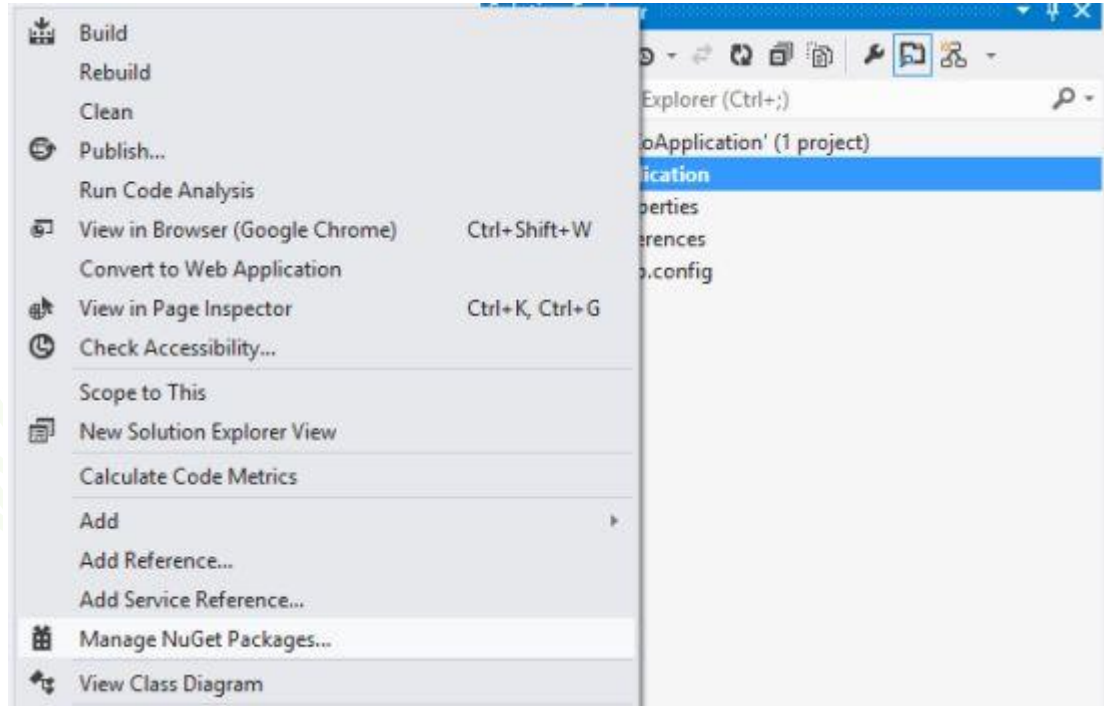 Build
Rebuild
Clean
Publish...
Run Code Analysis
View in Browser (Google Chrome) Ctrl+Shift+W
Convert to Web Application
View in Page Inspector Ctrl+K, Ctrl+G
Check Accessibility...
Scope to This
New Solution Explorer View
Calculate Code Metrics
Add
Add Reference...
Add Service Reference...
Manage NuGet Packages...
View Class Diagram
Explorer (Ctrl+;)
oApplication' (1 project)
ication
perties
erences
.config